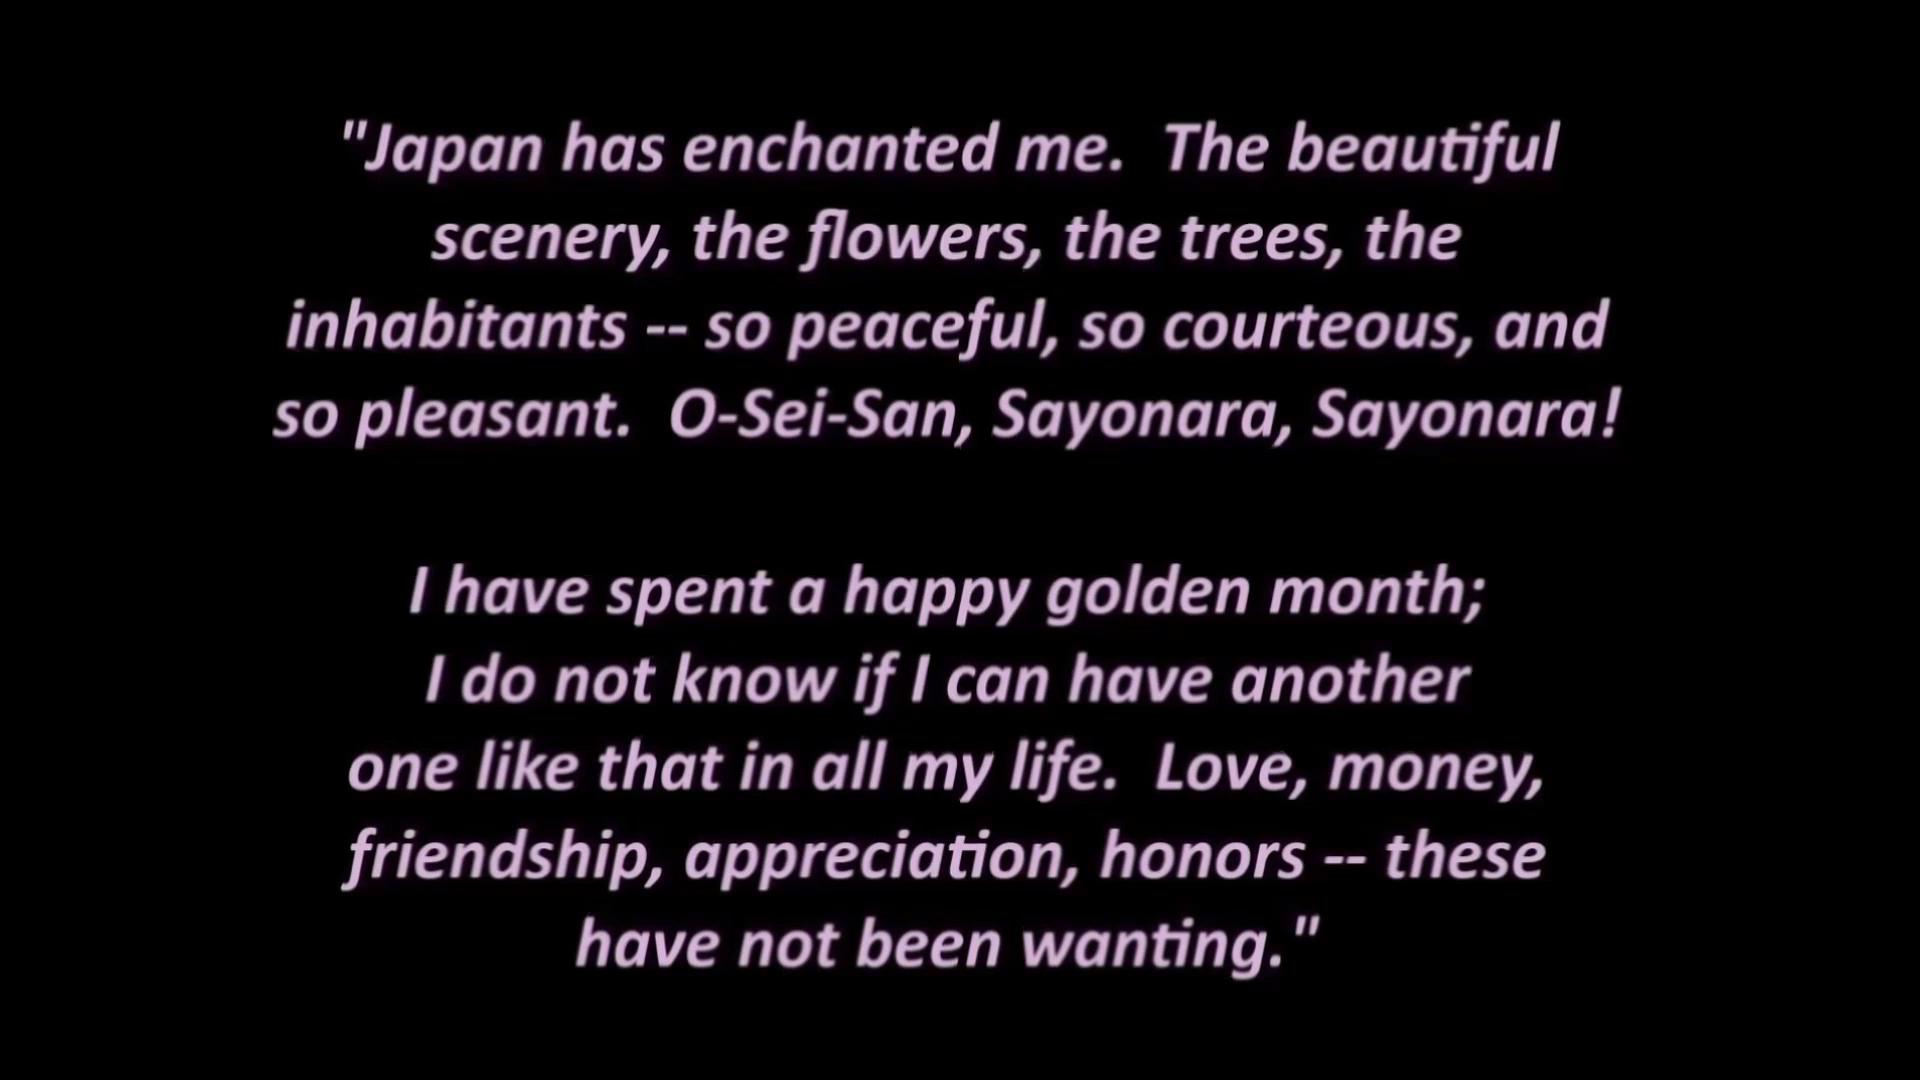 "Japan has enchanted me.  The beautiful
scenery, the flowers, the trees, the
inhabitants -- so peaceful, so courteous, and
so pleasant.  O-Sei-San, Sayonara, Sayonara!
I have spent a happy golden month;
I do not know if I can have another
one like that in all my life.  Love, money,
friendship, appreciation, honors -- these
have not been wanting."